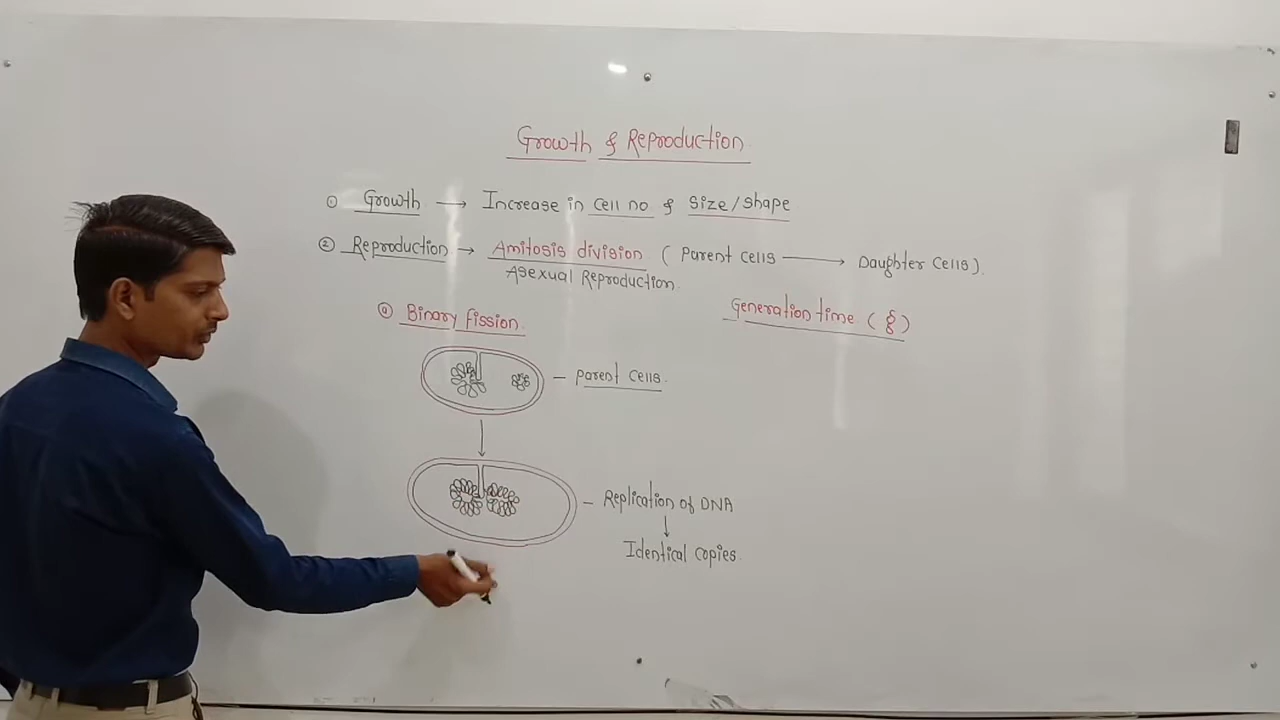 Growth & Reproduction
① Growth → Increase in cell no & Size/shape
② Reproduction → Amitosis division ( Parent cells → Daughter cells).
Asexual Reproduction.
Generation time ( g )
① Binary fission.
– Parent cells.
– Replication of DNA
↓
Identical copies.